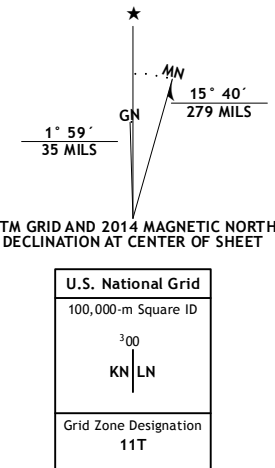 ★
MN
GN
15° 40´
279 MILS
1° 59´
35 MILS
TM GRID AND 2014 MAGNETIC NORTH
DECLINATION AT CENTER OF SHEET
U.S. National Grid
100,000-m Square ID
³00
KN LN
Grid Zone Designation
11T